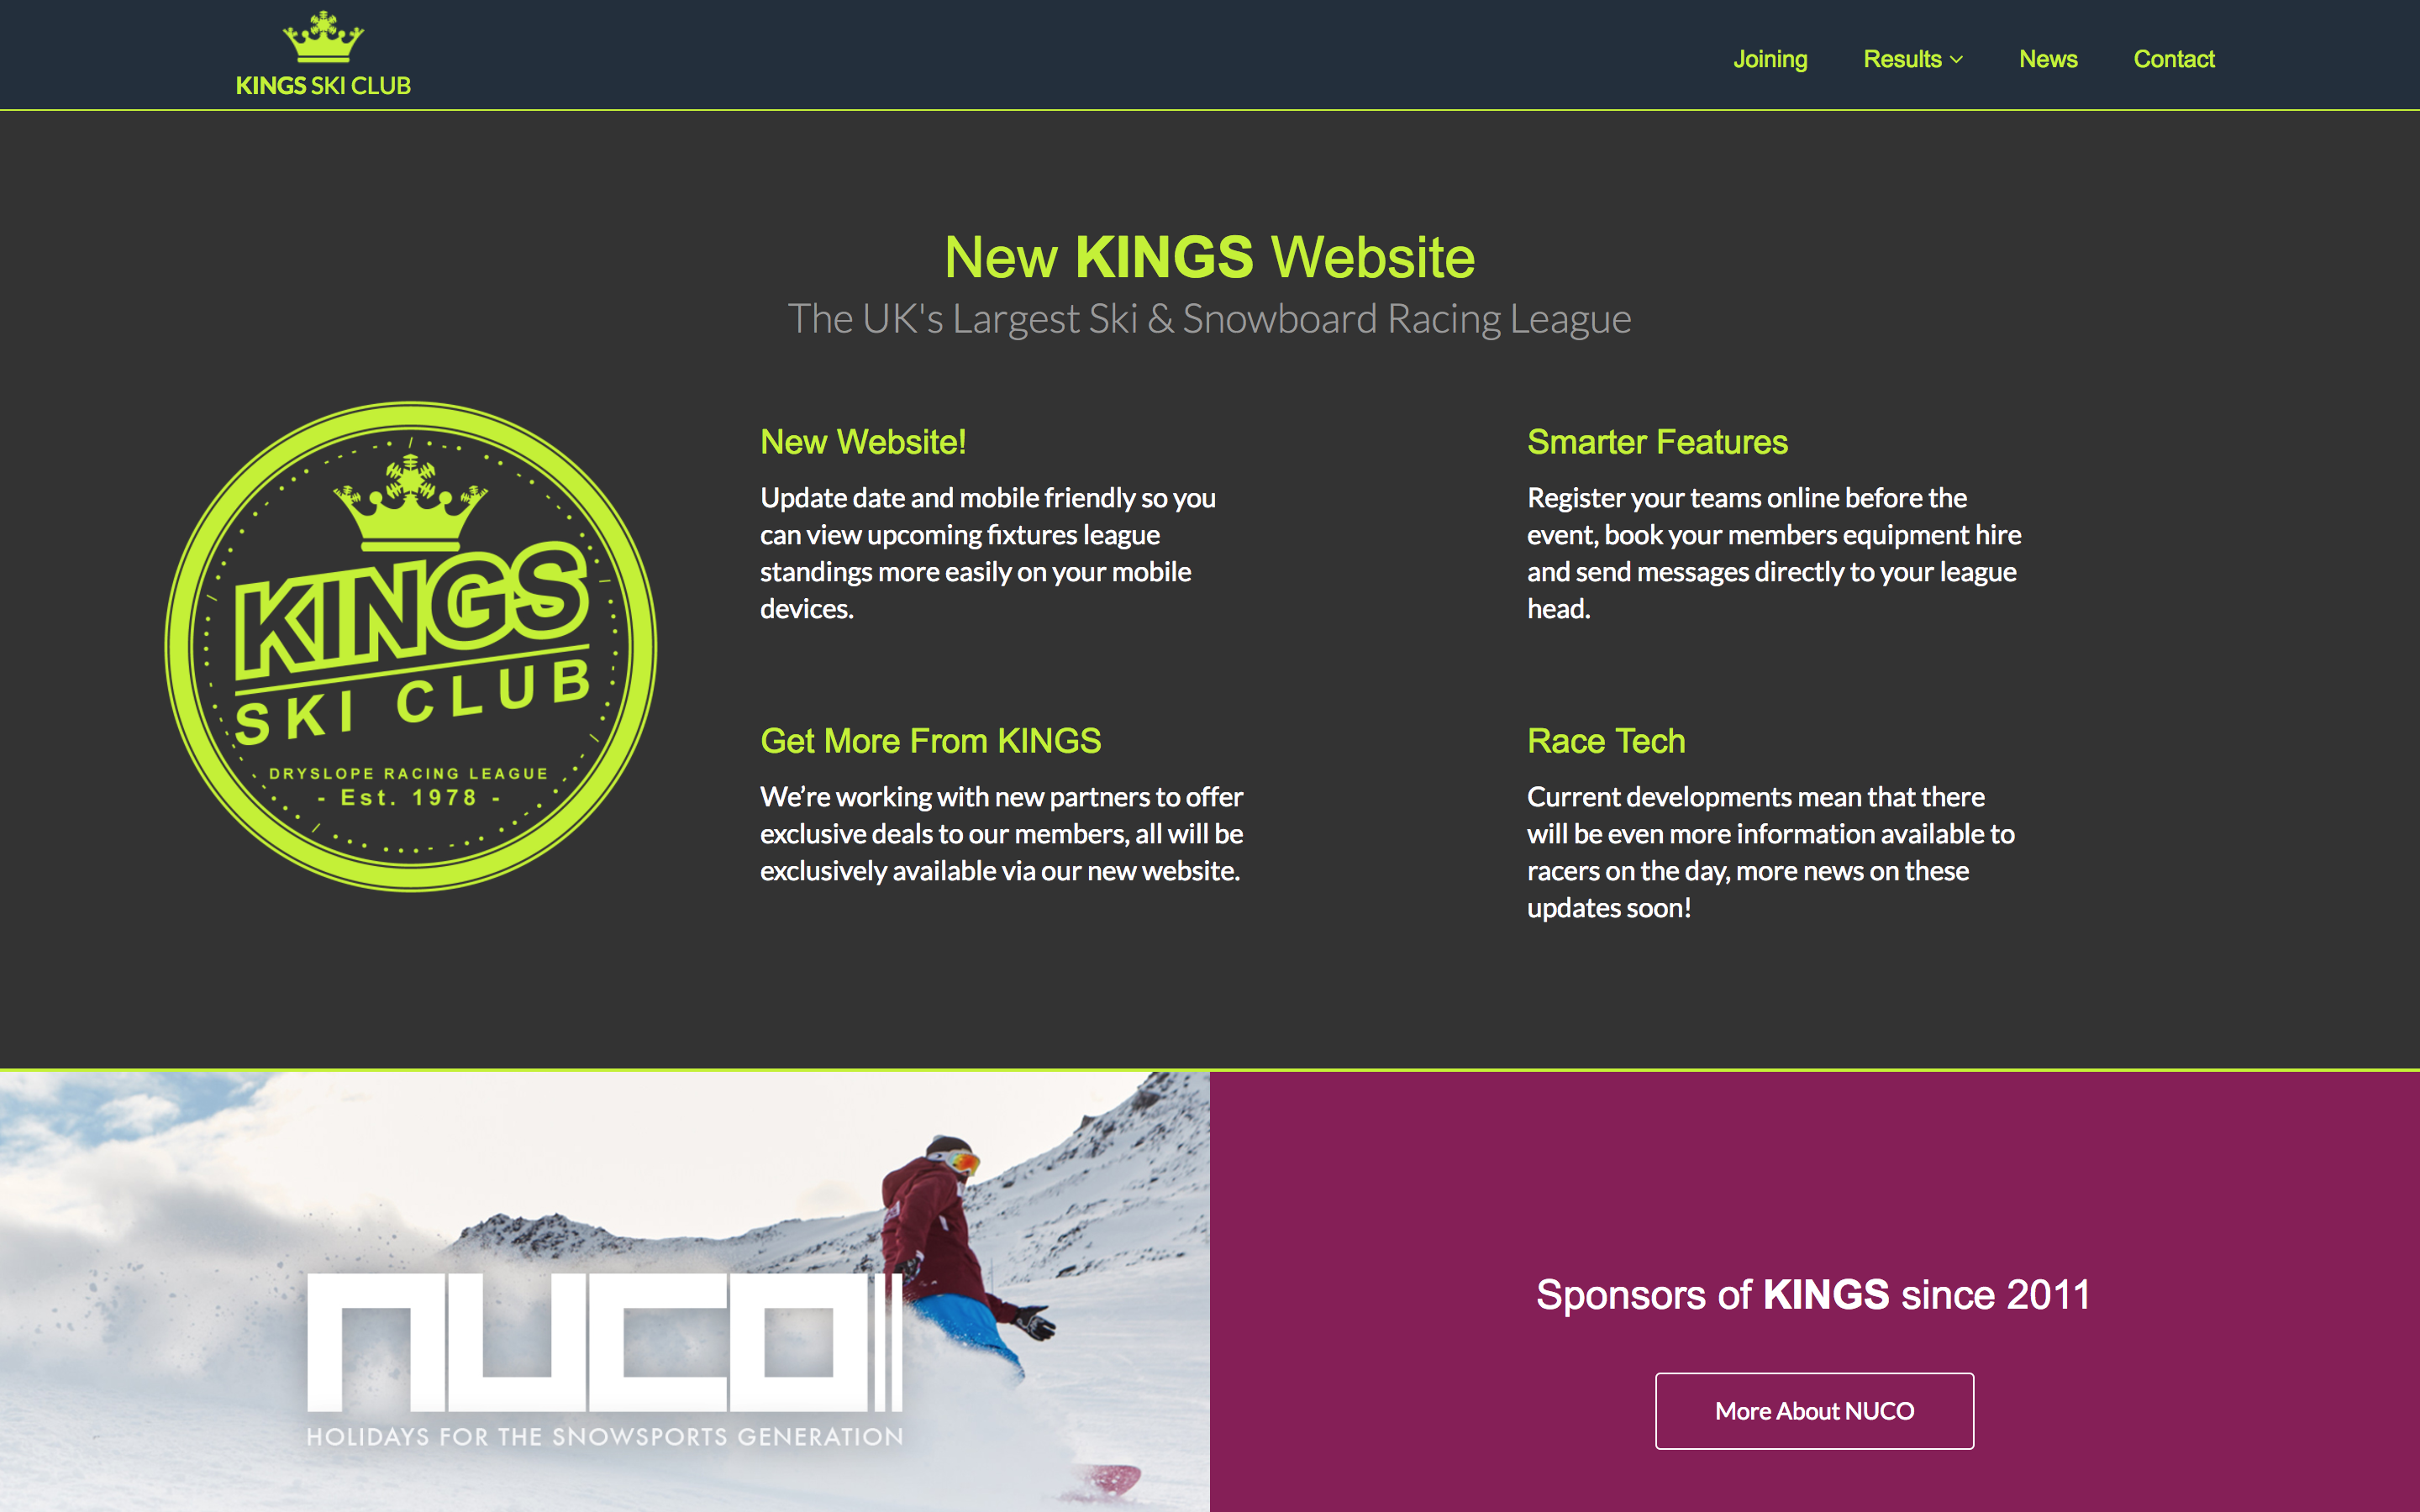 KINGS SKI CLUB
Joining
Results
News
Contact
New KINGS Website
The UK's Largest Ski & Snowboard Racing League
KINGS
SKI CLUB
DRYSLOPE RACING LEAGUE
- Est. 1978 -
New Website!
Update date and mobile friendly so you
can view upcoming fixtures league
standings more easily on your mobile
devices.
Smarter Features
Register your teams online before the
event, book your members equipment hire
and send messages directly to your league
head.
Get More From KINGS
We’re working with new partners to offer
exclusive deals to our members, all will be
exclusively available via our new website.
Race Tech
Current developments mean that there
will be even more information available to
racers on the day, more news on these
updates soon!
nuco
HOLIDAYS FOR THE SNOWSPORTS GENERATION
Sponsors of KINGS since 2011
More About NUCO